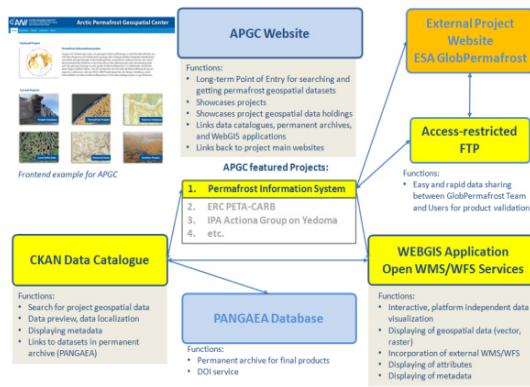 AWI
Arctic Permafrost Geospatial Center
Frontend example for APGC
APGC Website
Functions:
• Long-term Point of Entry for searching and
getting permafrost geospatial datasets
• Showcases projects
• Showcases project geospatial data holdings
• Links data catalogues, permanent archives,
and WebGIS applications
• Links back to project main websites
External Project
Website
ESA GlobPermafrost
Access-restricted
FTP
Functions:
• Easy and rapid data sharing
between GlobPermafrost Team
and Users for product validation
APGC featured Projects:
1. Permafrost Information System
2. ERC PETA-CARB
3. IPA Actiona Group on Yedoma
4. etc.
CKAN Data Catalogue
Functions:
• Search for project geospatial data
• Data preview, data localization
• Displaying metadata
• Links to datasets in permanent
archive (PANGAEA)
PANGAEA Database
Functions:
• Permanent archive for final products
• DOI service
WEBGIS Application
Open WMS/WFS Services
Functions:
• Interactive, platform independent data
visualization
• Displaying of geospatial data (vector,
raster)
• Incorporation of external WMS/WFS
• Displaying of attributes
• Displaying of metadata